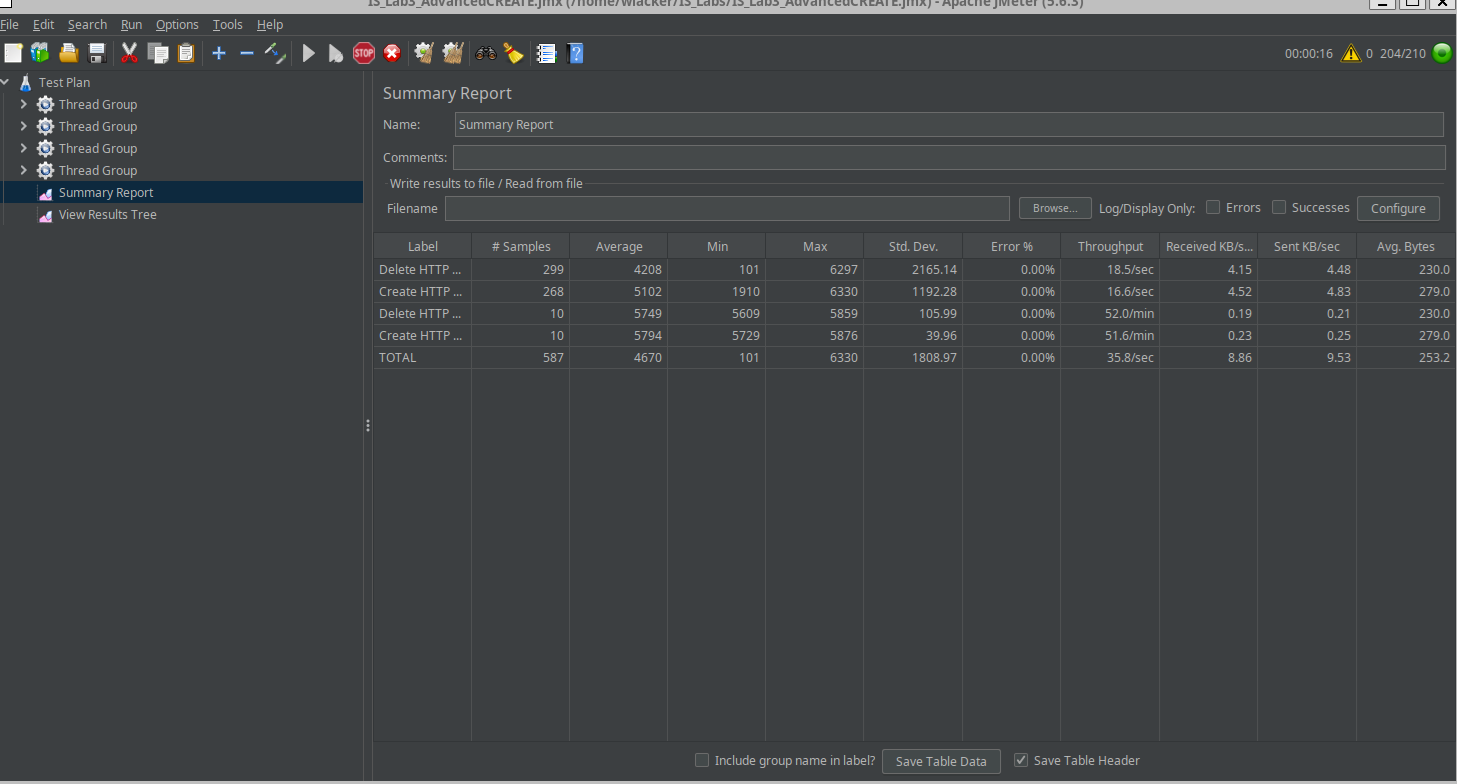 IS_Lab3_AdvancedCREATE.jmx (/home/wlacker/IS_Labs/IS_Lab3_AdvancedCREATE.jmx) - Apache JMeter (5.6.3)
File Edit Search Run Options Tools Help
STOP 00:00:16 0 204/210
Test Plan
Thread Group
Thread Group
Thread Group
Thread Group
Summary Report
View Results Tree
Summary Report
Name: Summary Report
Comments:
Write results to file / Read from file
Filename Browse... Log/Display Only: Errors Successes Configure
Label # Samples Average Min Max Std. Dev. Error % Throughput Received KB/s... Sent KB/sec Avg. Bytes
Delete HTTP ... 299 4208 101 6297 2165.14 0.00% 18.5/sec 4.15 4.48 230.0
Create HTTP ... 268 5102 1910 6330 1192.28 0.00% 16.6/sec 4.52 4.83 279.0
Delete HTTP ... 10 5749 5609 5859 105.99 0.00% 52.0/min 0.19 0.21 230.0
Create HTTP ... 10 5794 5729 5876 39.96 0.00% 51.6/min 0.23 0.25 279.0
TOTAL 587 4670 101 6330 1808.97 0.00% 35.8/sec 8.86 9.53 253.2
Include group name in label? Save Table Data Save Table Header